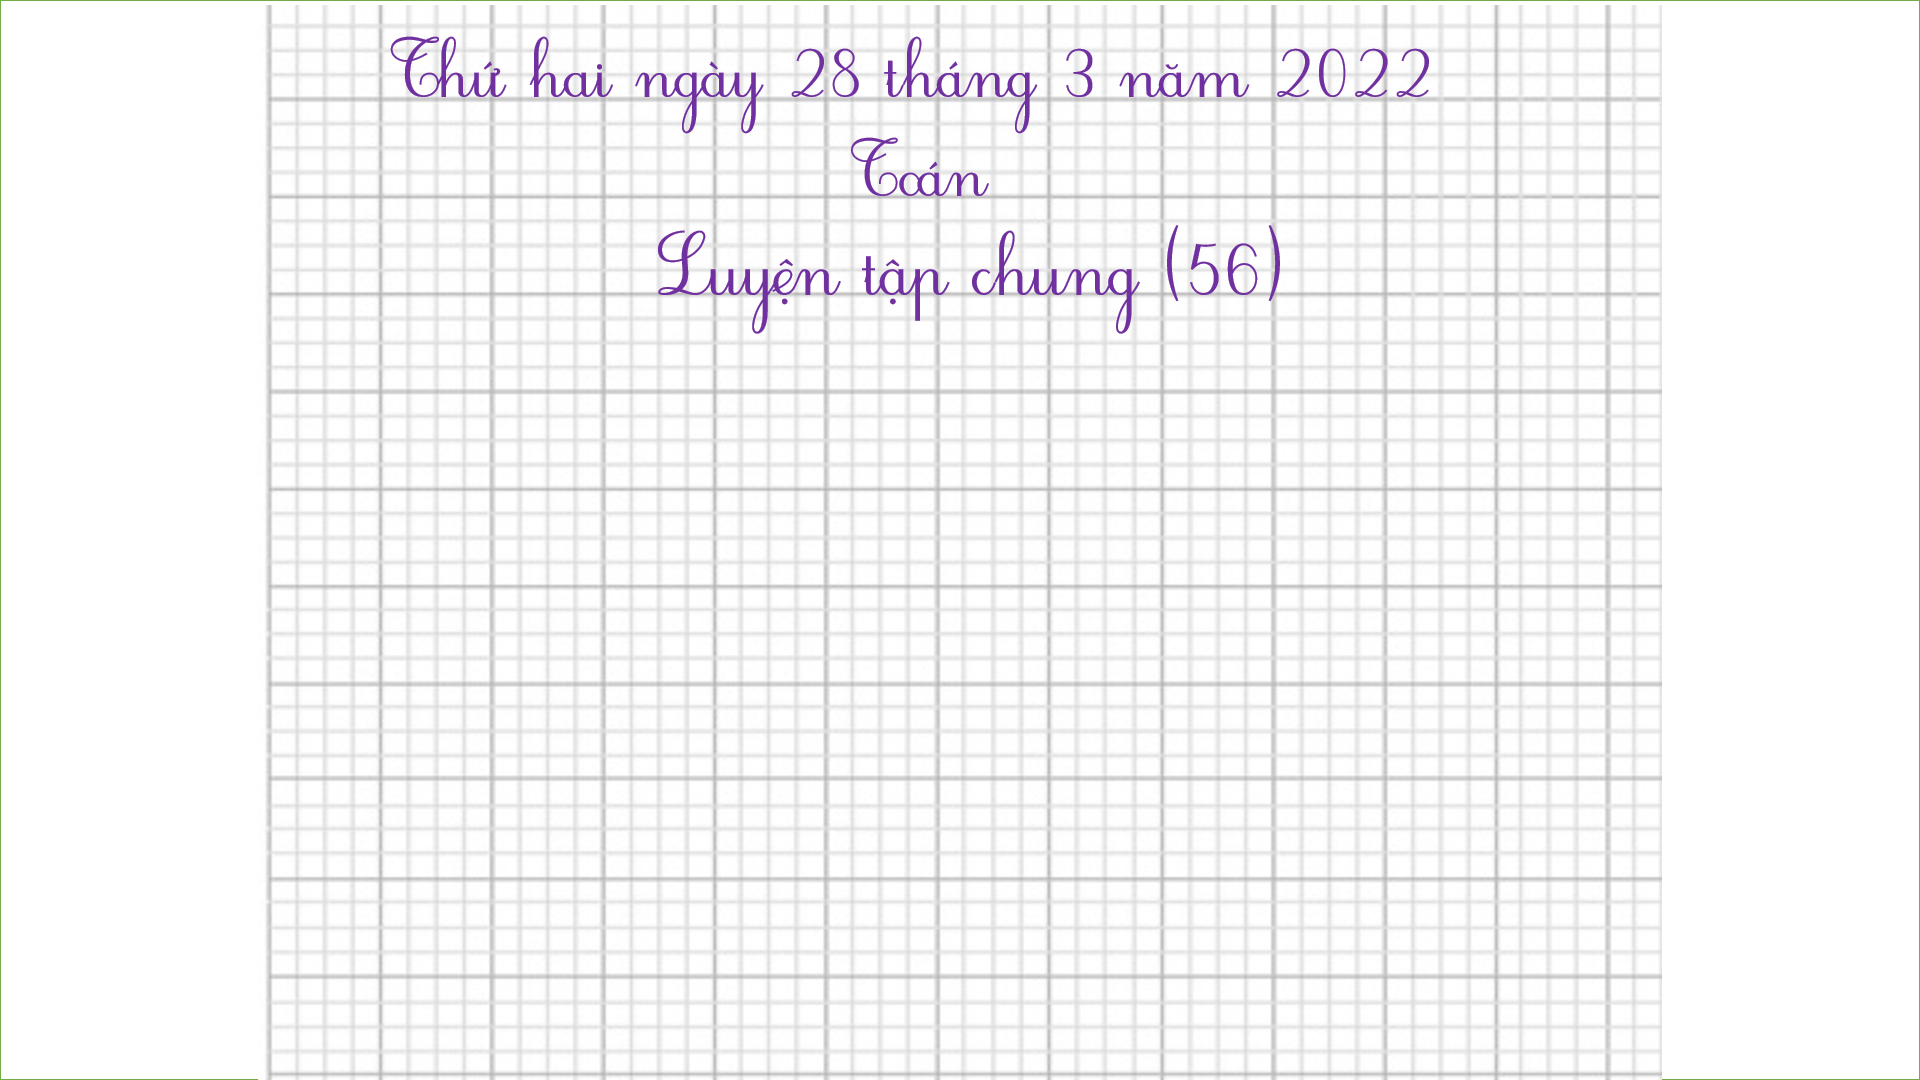 Thứ hai ngày 28 tháng 3 năm 2022
Toán
Luyện tập chung (56)